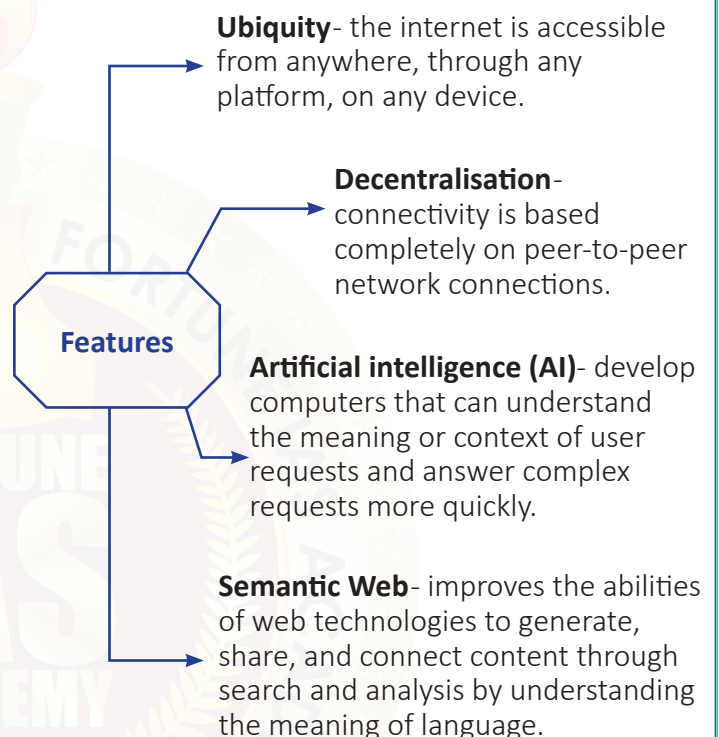 Ubiquity- the internet is accessible
from anywhere, through any
platform, on any device.
Decentralisation-
connectivity is based
completely on peer-to-peer
network connections.
Features
Artificial intelligence (AI)- develop
computers that can understand
the meaning or context of user
requests and answer complex
requests more quickly.
Semantic Web- improves the abilities
of web technologies to generate,
share, and connect content through
search and analysis by understanding
the meaning of language.